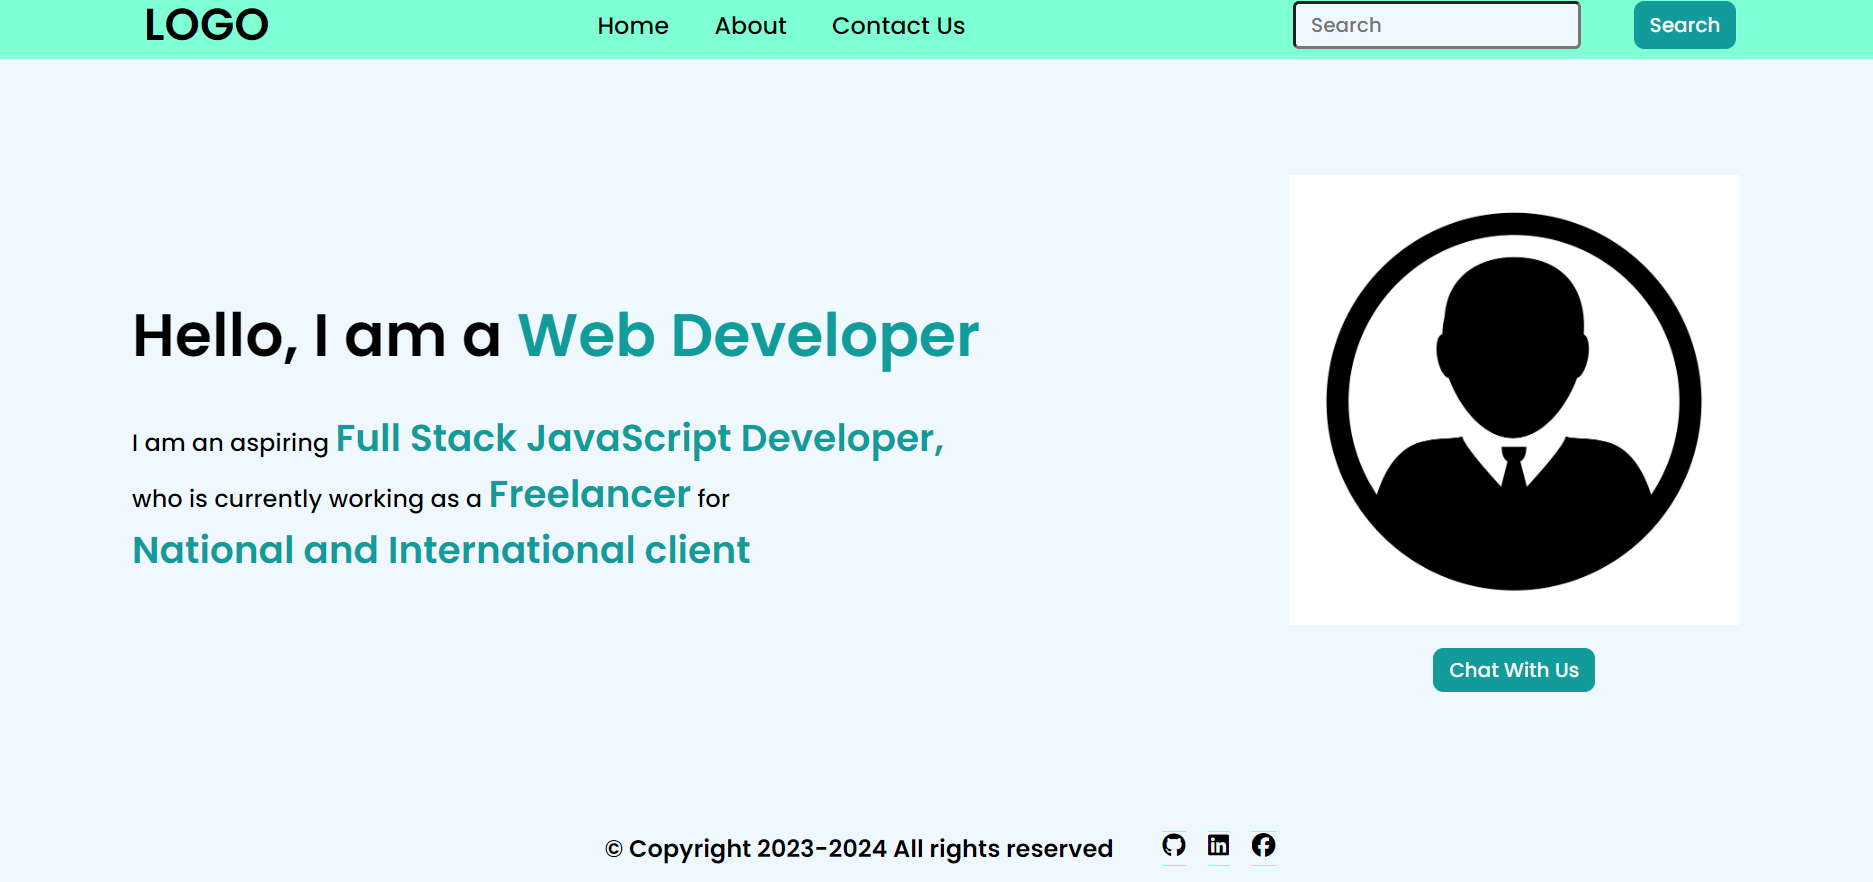 LOGO
Home About Contact Us
Search Search
Hello, I am a Web Developer
I am an aspiring Full Stack JavaScript Developer,
who is currently working as a Freelancer for
National and International client
Chat With Us
© Copyright 2023-2024 All rights reserved